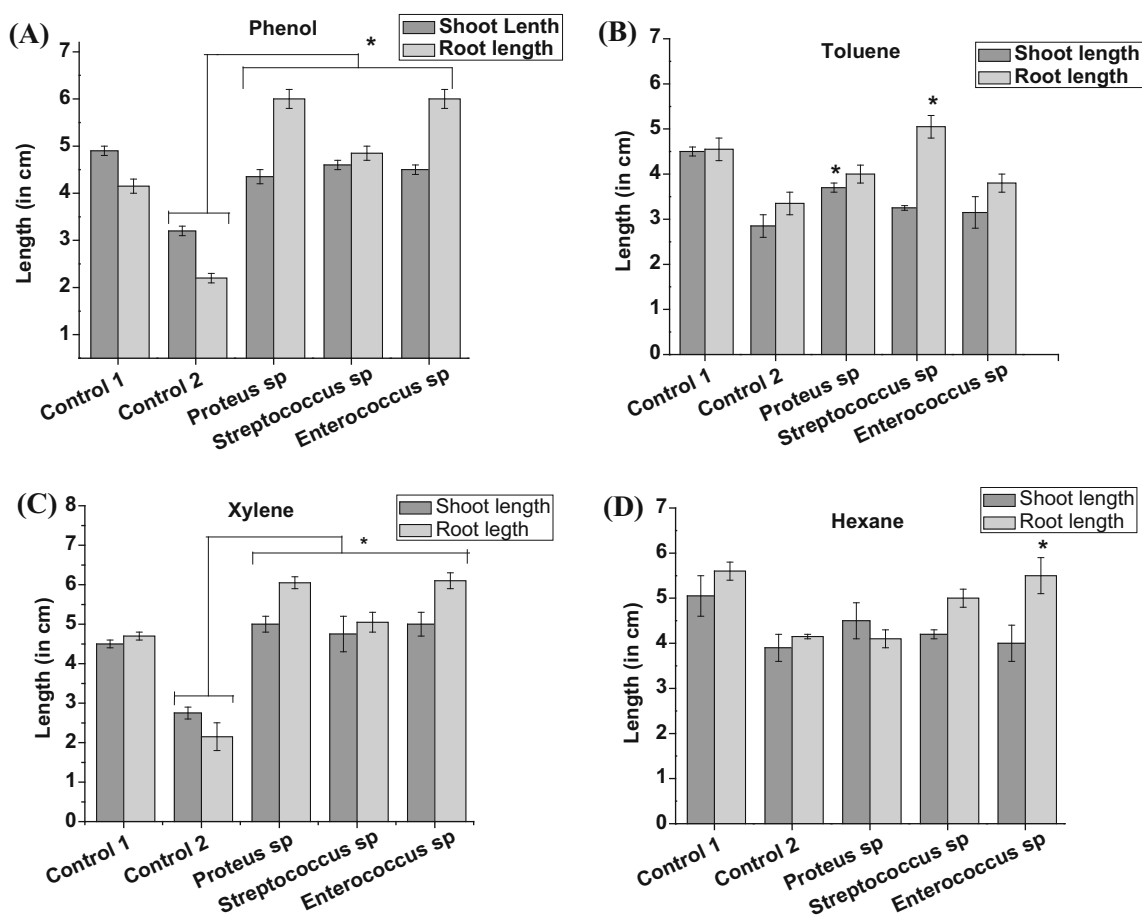 (A)
Phenol
Shoot Lenth
Root length
*
Length (in cm)
7
6
5
4
3
2
1
Control 1
Control 2
Proteus sp
Streptococcus sp
Enterococcus sp
(B)
Toluene
Shoot length
Root length
*
*
Length (in cm)
7
6
5
4
3
2
1
0
Control 1
Control 2
Proteus sp
Streptococcus sp
Enterococcus sp
(C)
Xylene
Shoot length
Root legth
*
Length (in cm)
8
7
6
5
4
3
2
1
0
Control 1
Control 2
Proteus sp
Streptococcus sp
Enterococcus sp
(D)
Hexane
Shoot length
Root length
*
Length (in cm)
7
6
5
4
3
2
1
0
Control 1
Control 2
Proteus sp
Streptococcus sp
Enterococcus sp